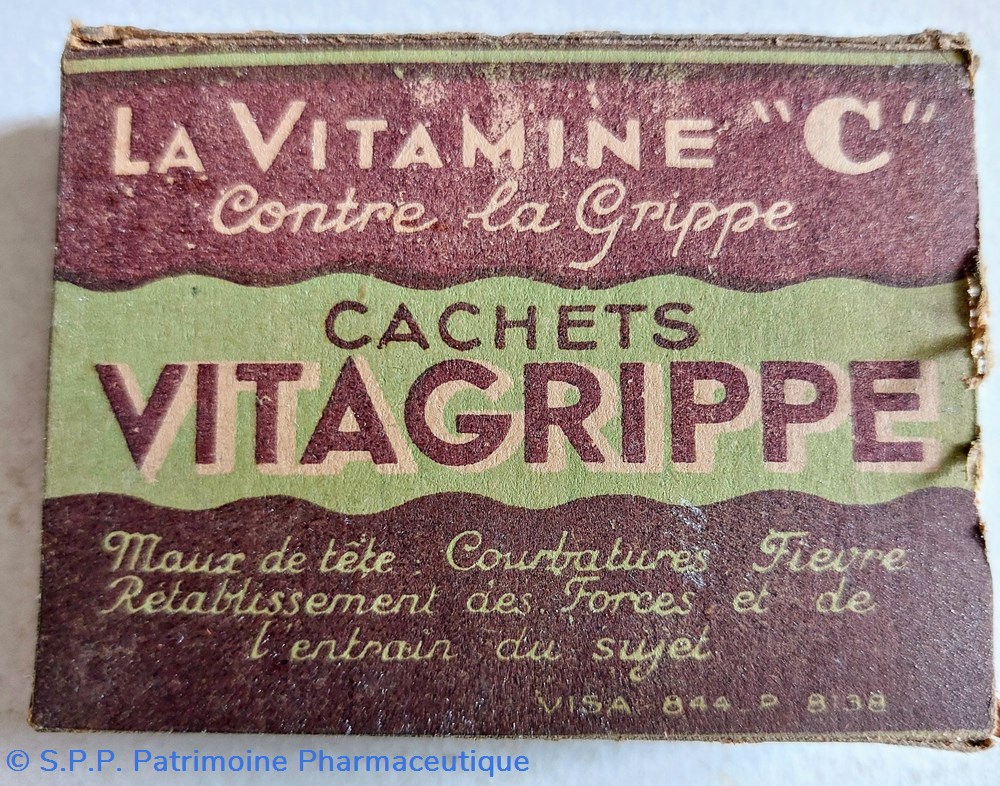 LA VITAMINE "C"
Contre la Grippe
CACHETS
VITAGRIPPE
Maux de tête Courbatures Fièvre
Rétablissement des Forces et de
l'entrain du sujet
VISA 844 P 8138
© S.P.P. Patrimoine Pharmaceutique